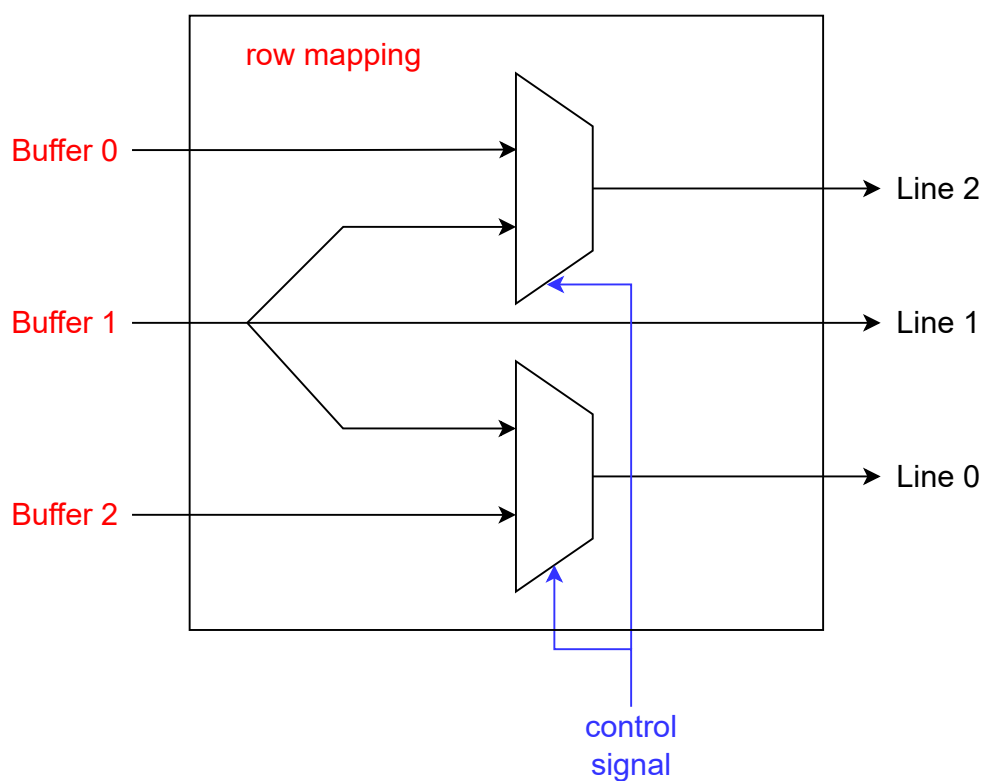 row mapping
Buffer 0
Line 2
Buffer 1
Line 1
Line 0
Buffer 2
control
signal